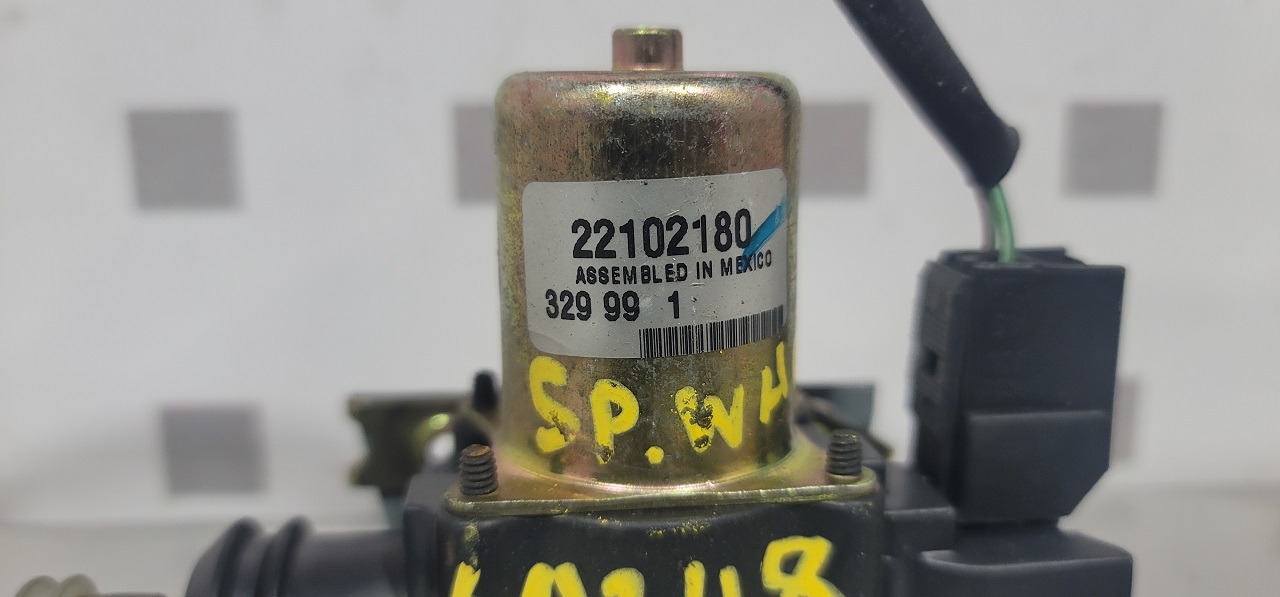 22102180
ASSEMBLED IN MEXICO
329 99 1
SP.WH